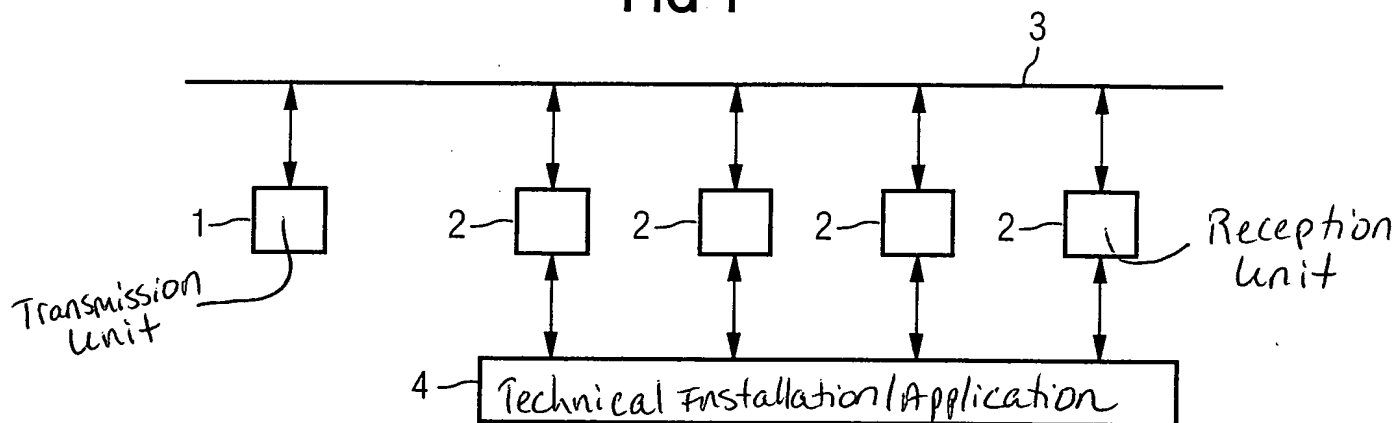 FIG 1
3
1
2
2
2
2
Reception
Unit
Transmission
Unit
4
Technical Installation/Application